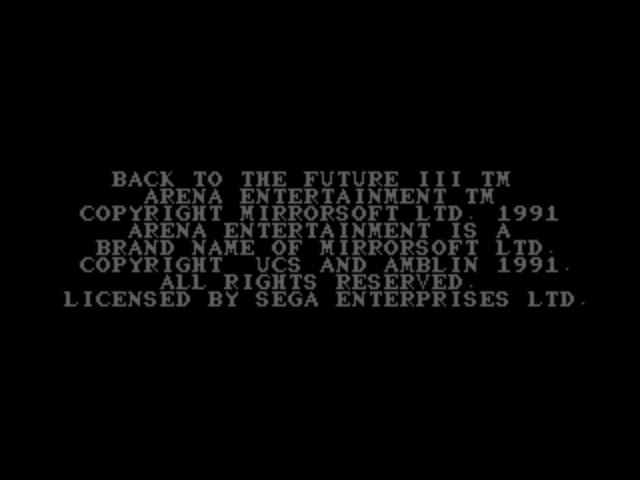 BACK TO THE FUTURE III TM
ARENA ENTERTAINMENT TM
COPYRIGHT MIRRORSOFT LTD. 1991
ARENA ENTERTAINMENT IS A
BRAND NAME OF MIRRORSOFT LTD.
COPYRIGHT UCS AND AMBLIN 1991.
ALL RIGHTS RESERVED.
LICENSED BY SEGA ENTERPRISES LTD.